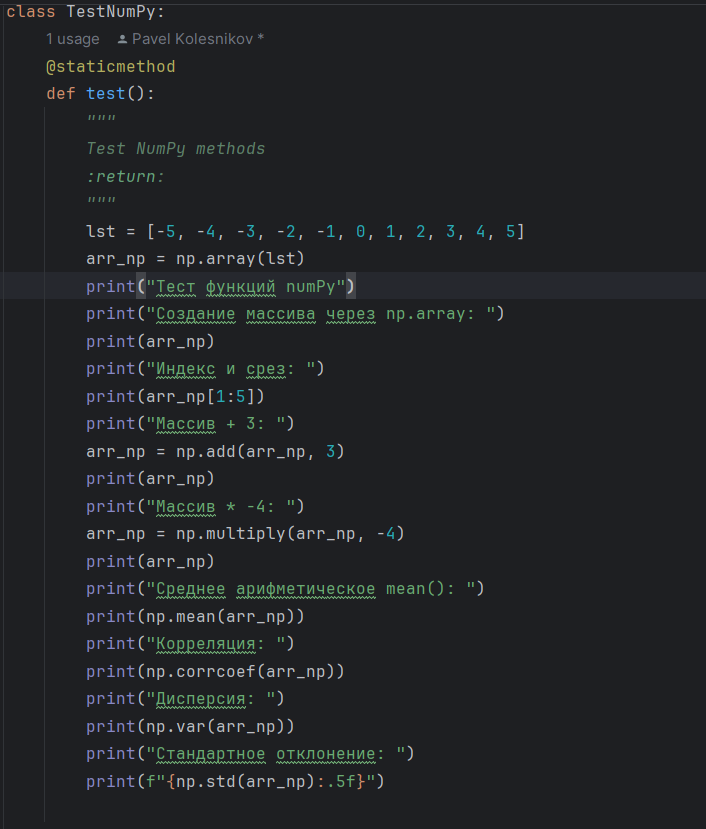 class TestNumPy:
1 usage Pavel Kolesnikov *
@staticmethod
def test():
"""
Test NumPy methods
:return:
"""
lst = [-5, -4, -3, -2, -1, 0, 1, 2, 3, 4, 5]
arr_np = np.array(lst)
print("Тест функций numPy")
print("Создание массива через np.array: ")
print(arr_np)
print("Индекс и срез: ")
print(arr_np[1:5])
print("Массив + 3: ")
arr_np = np.add(arr_np, 3)
print(arr_np)
print("Массив * -4: ")
arr_np = np.multiply(arr_np, -4)
print(arr_np)
print("Среднее арифметическое mean(): ")
print(np.mean(arr_np))
print("Корреляция: ")
print(np.corrcoef(arr_np))
print("Дисперсия: ")
print(np.var(arr_np))
print("Стандартное отклонение: ")
print(f"{np.std(arr_np):.5f}")